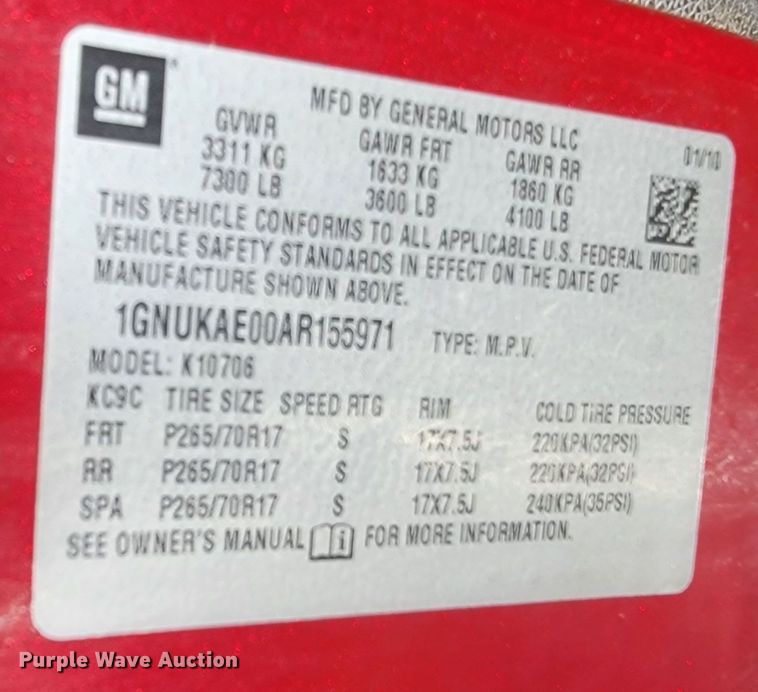 GM
MFD BY GENERAL MOTORS LLC
01/10
GVWR GAWR FRT GAWR RR
3311 KG 1633 KG 1860 KG
7300 LB 3600 LB 4100 LB
THIS VEHICLE CONFORMS TO ALL APPLICABLE U.S. FEDERAL MOTOR
VEHICLE SAFETY STANDARDS IN EFFECT ON THE DATE OF
MANUFACTURE SHOWN ABOVE.
1GNUKAE00AR155971 TYPE: M.P.V.
MODEL: K10706
KC9C TIRE SIZE SPEED RTG RIM COLD TIRE PRESSURE
FRT P265/70R17 S 17X7.5J 220KPA(32PSI)
RR P265/70R17 S 17X7.5J 220KPA(32PSI)
SPA P265/70R17 S 17X7.5J 240KPA(35PSI)
SEE OWNER'S MANUAL i FOR MORE INFORMATION.
Purple Wave Auction